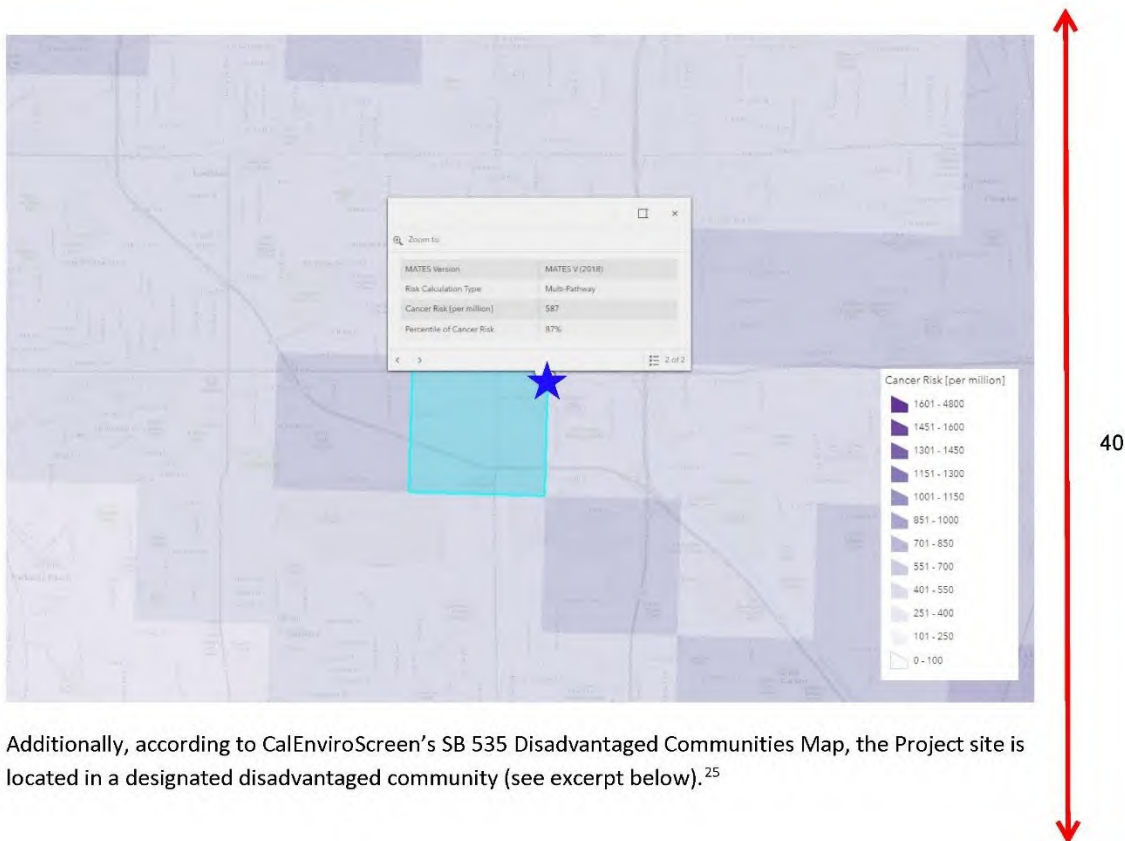 Zoom to
MATES Version MATES V (2018)
Risk Calculation Type Multi-Pathway
Cancer Risk [per million] 587
Percentile of Cancer Risk 87%
2 of 2
Cancer Risk [per million]
1601 - 4800
1451 - 1600
1301 - 1450
1151 - 1300
1001 - 1150
851 - 1000
701 - 850
551 - 700
401 - 550
251 - 400
101 - 250
0 - 100
40
Additionally, according to CalEnviroScreen's SB 535 Disadvantaged Communities Map, the Project site is
located in a designated disadvantaged community (see excerpt below).25